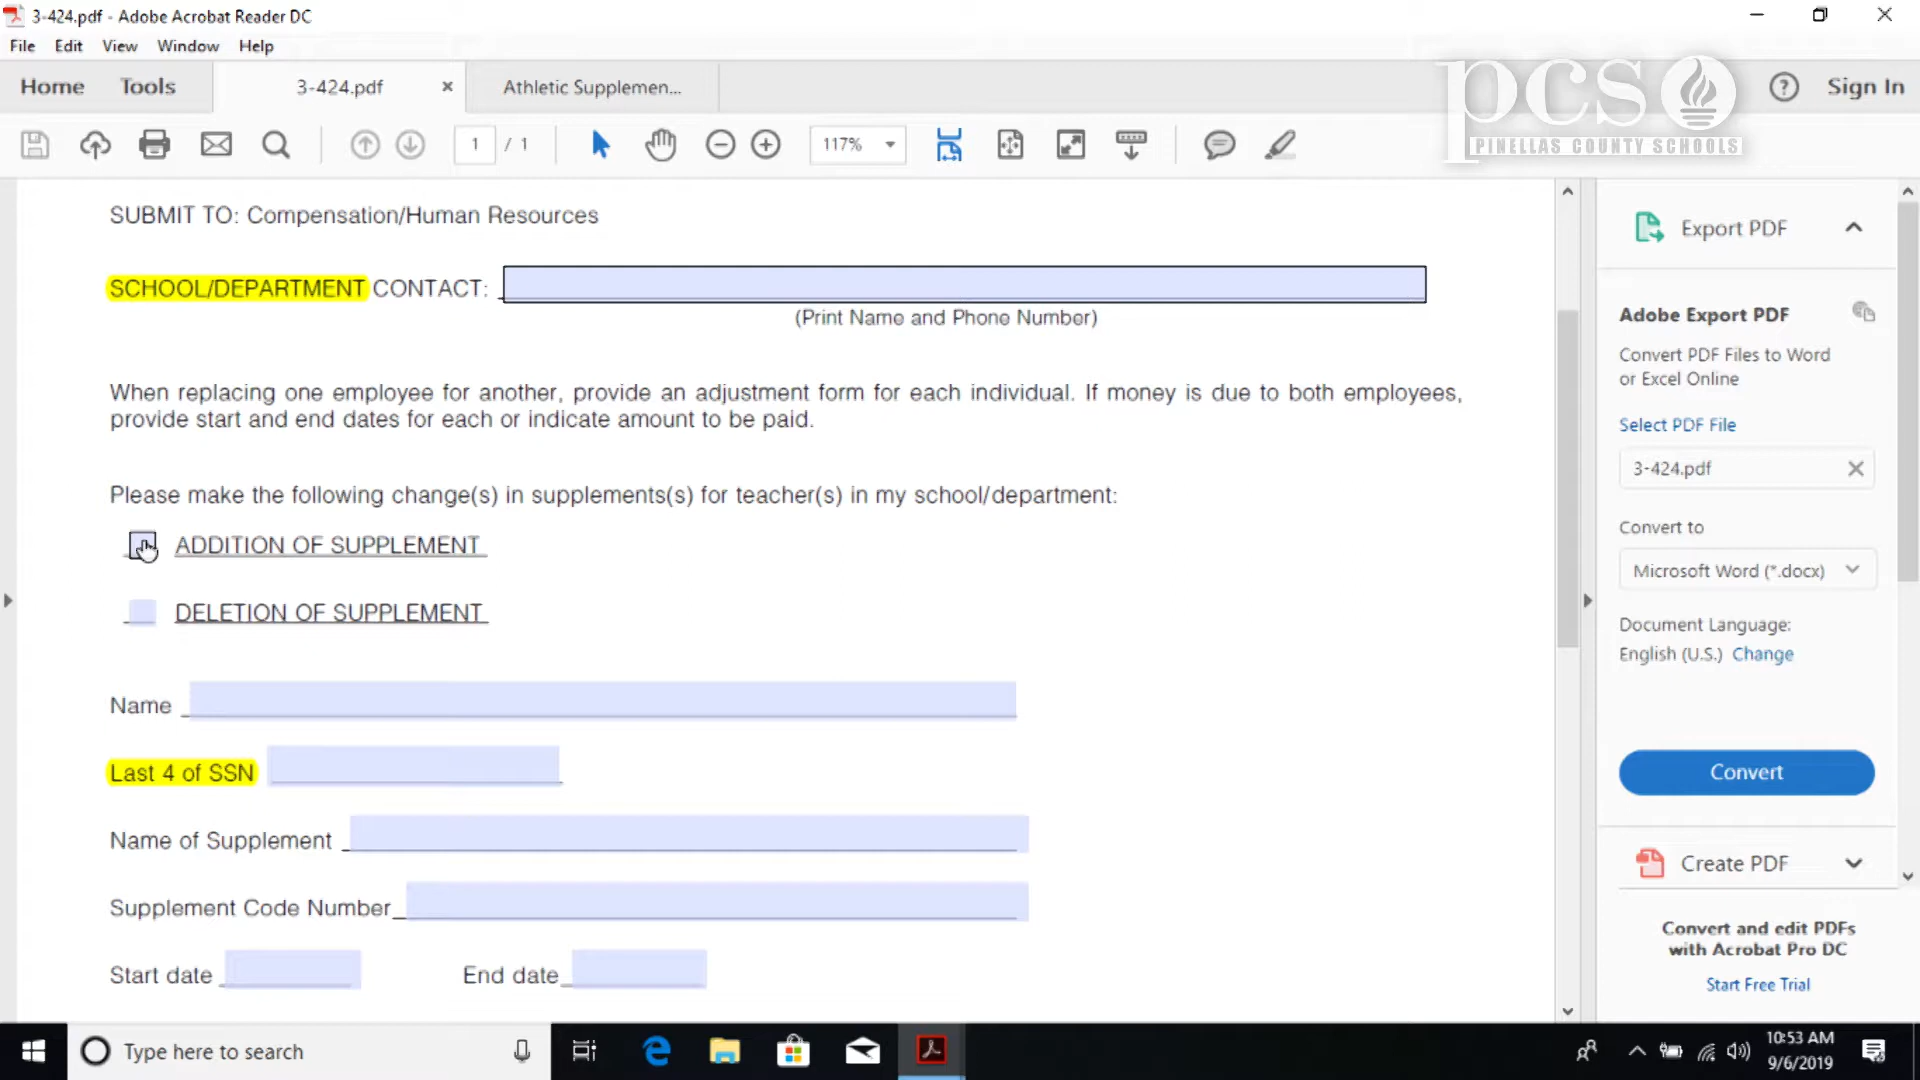 3-424.pdf - Adobe Acrobat Reader DC
File Edit View Window Help
Home Tools 3-424.pdf Athletic Supplemen... Sign In
1 / 1 117%
pcs
PINELLAS COUNTY SCHOOLS
SUBMIT TO: Compensation/Human Resources
SCHOOL/DEPARTMENT CONTACT:
(Print Name and Phone Number)
When replacing one employee for another, provide an adjustment form for each individual. If money is due to both employees,
provide start and end dates for each or indicate amount to be paid.
Please make the following change(s) in supplements(s) for teacher(s) in my school/department:
ADDITION OF SUPPLEMENT
DELETION OF SUPPLEMENT
Name
Last 4 of SSN
Name of Supplement
Supplement Code Number
Start date End date
Export PDF
Adobe Export PDF
Convert PDF Files to Word
or Excel Online
Select PDF File
3-424.pdf
Convert to
Microsoft Word (*.docx)
Document Language:
English (U.S.) Change
Convert
Create PDF
Convert and edit PDFs
with Acrobat Pro DC
Start Free Trial
Type here to search
10:53 AM
9/6/2019